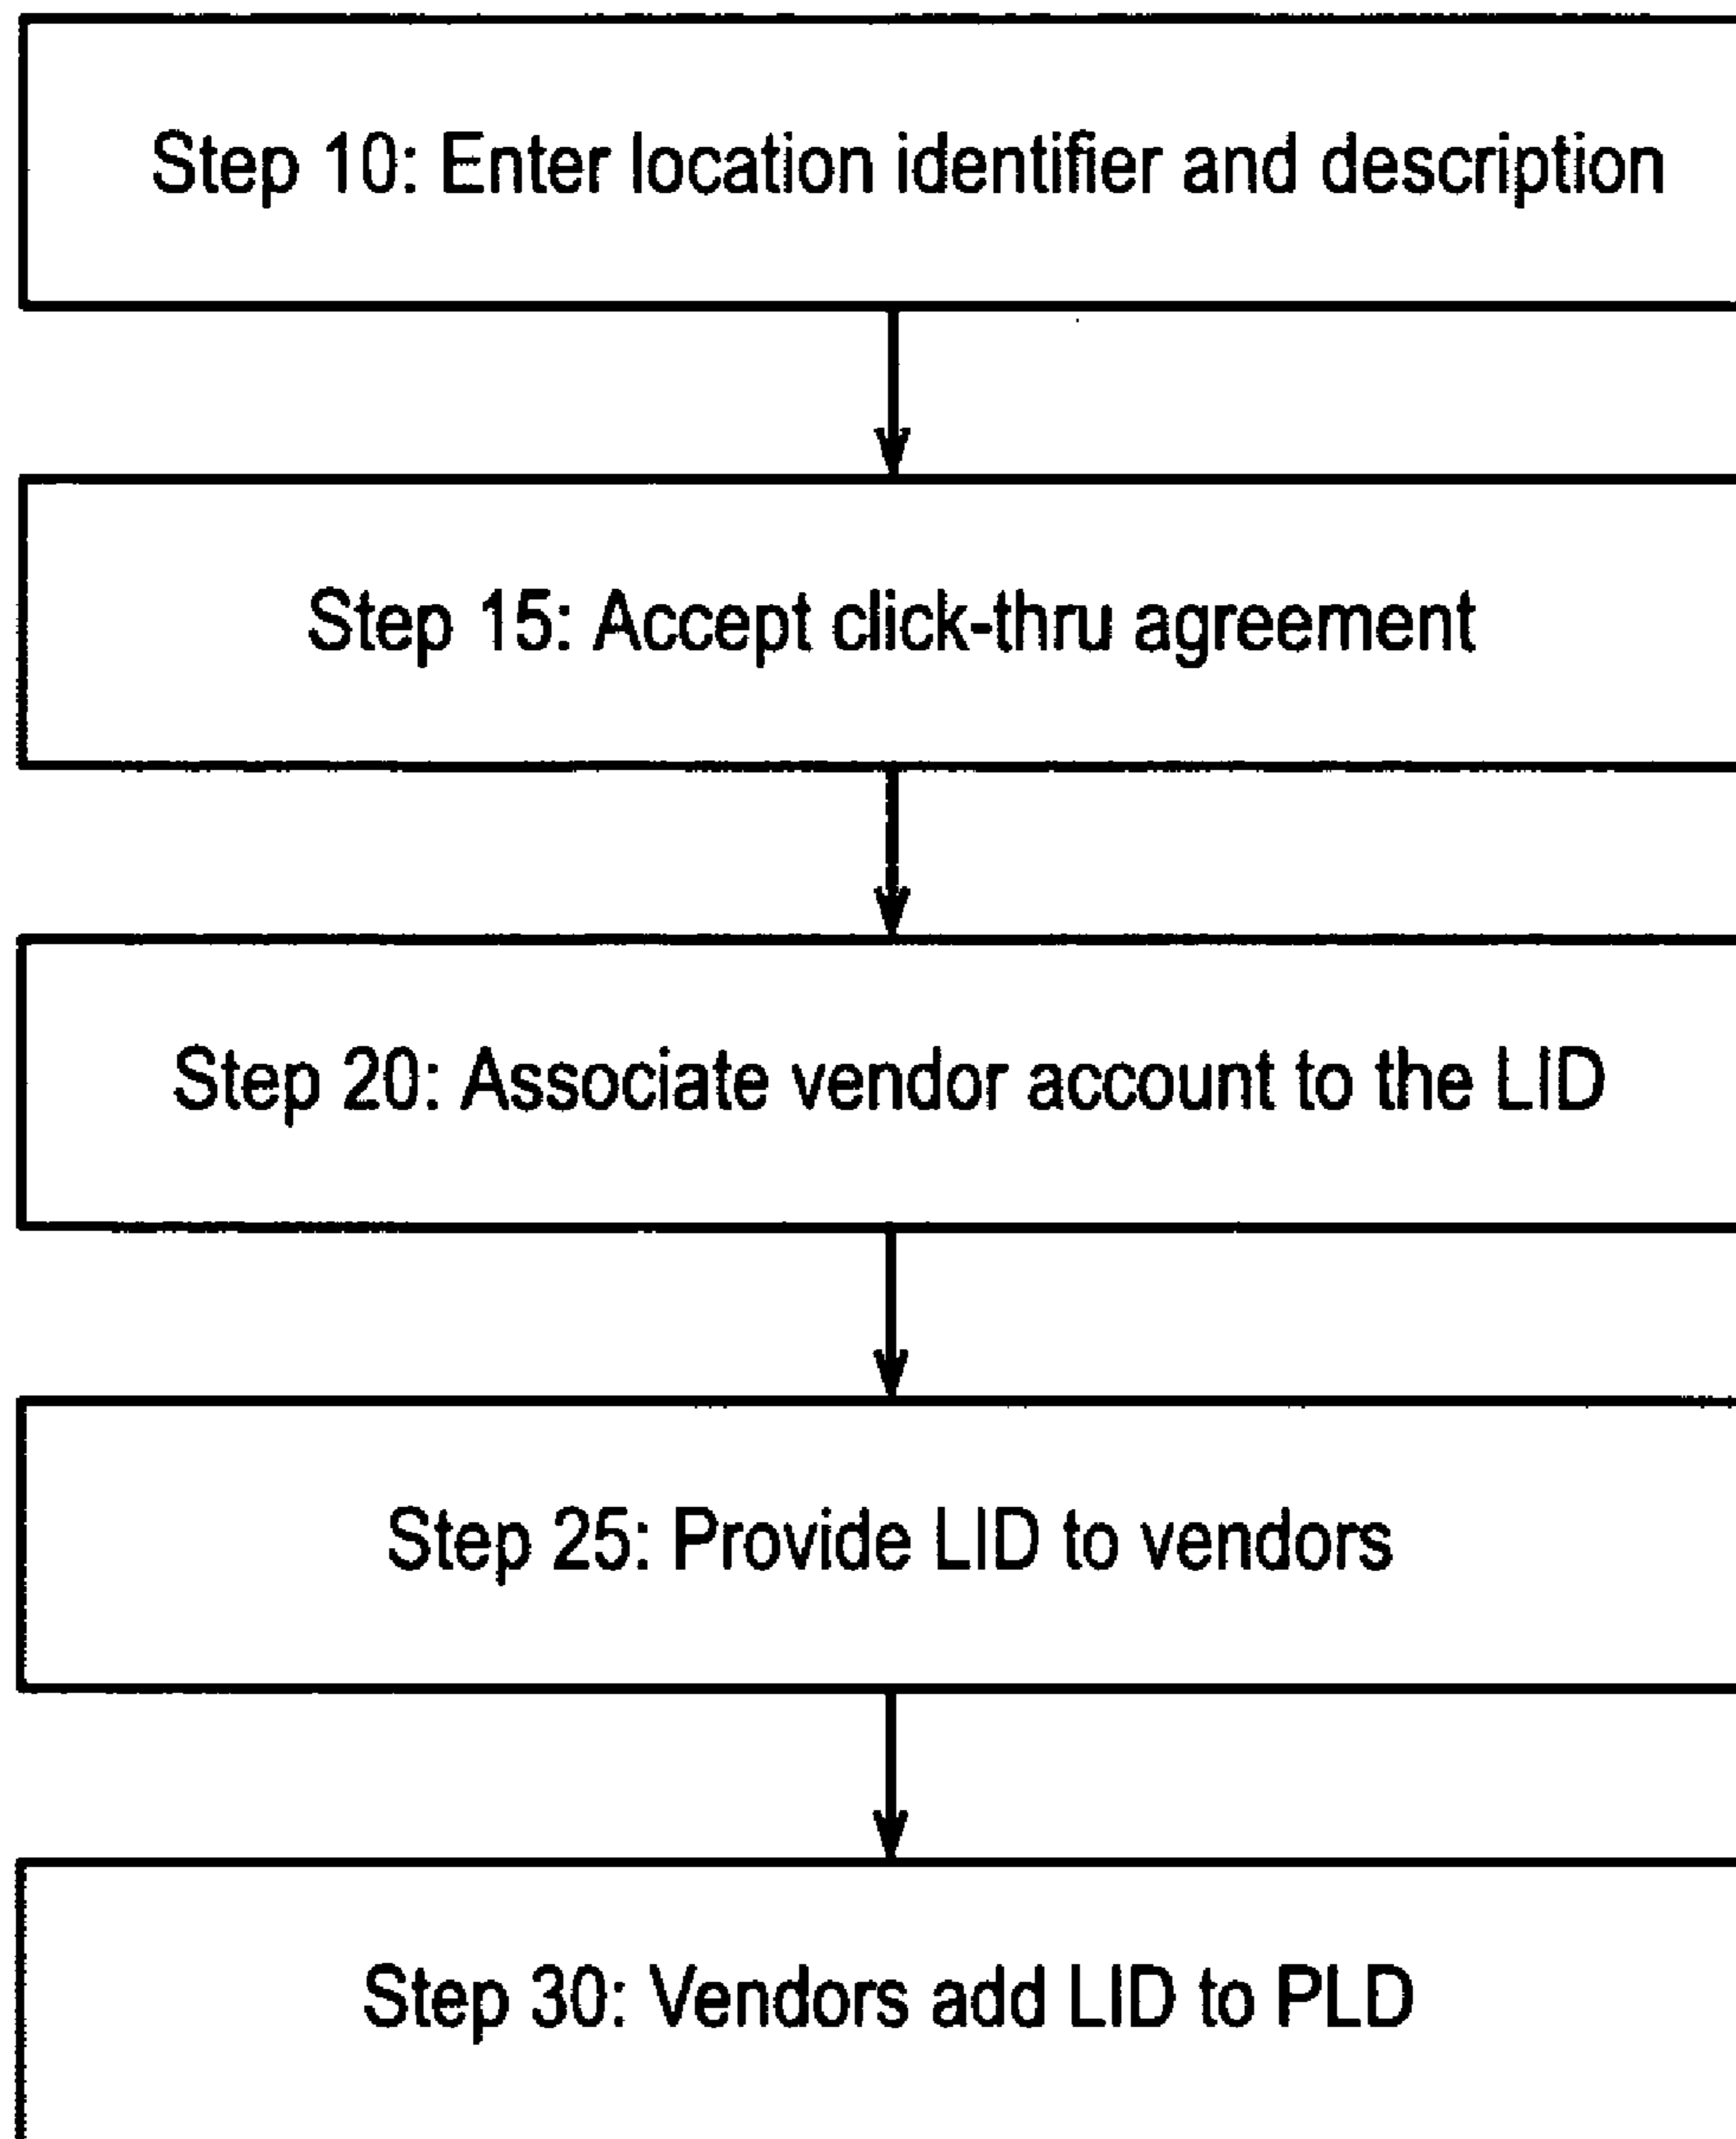 Step 10: Enter location identifier and description
Step 15: Accept click-thru agreement
Step 20: Associate vendor account to the LID
Step 25: Provide LID to vendors
Step 30: Vendors add LID to PLD